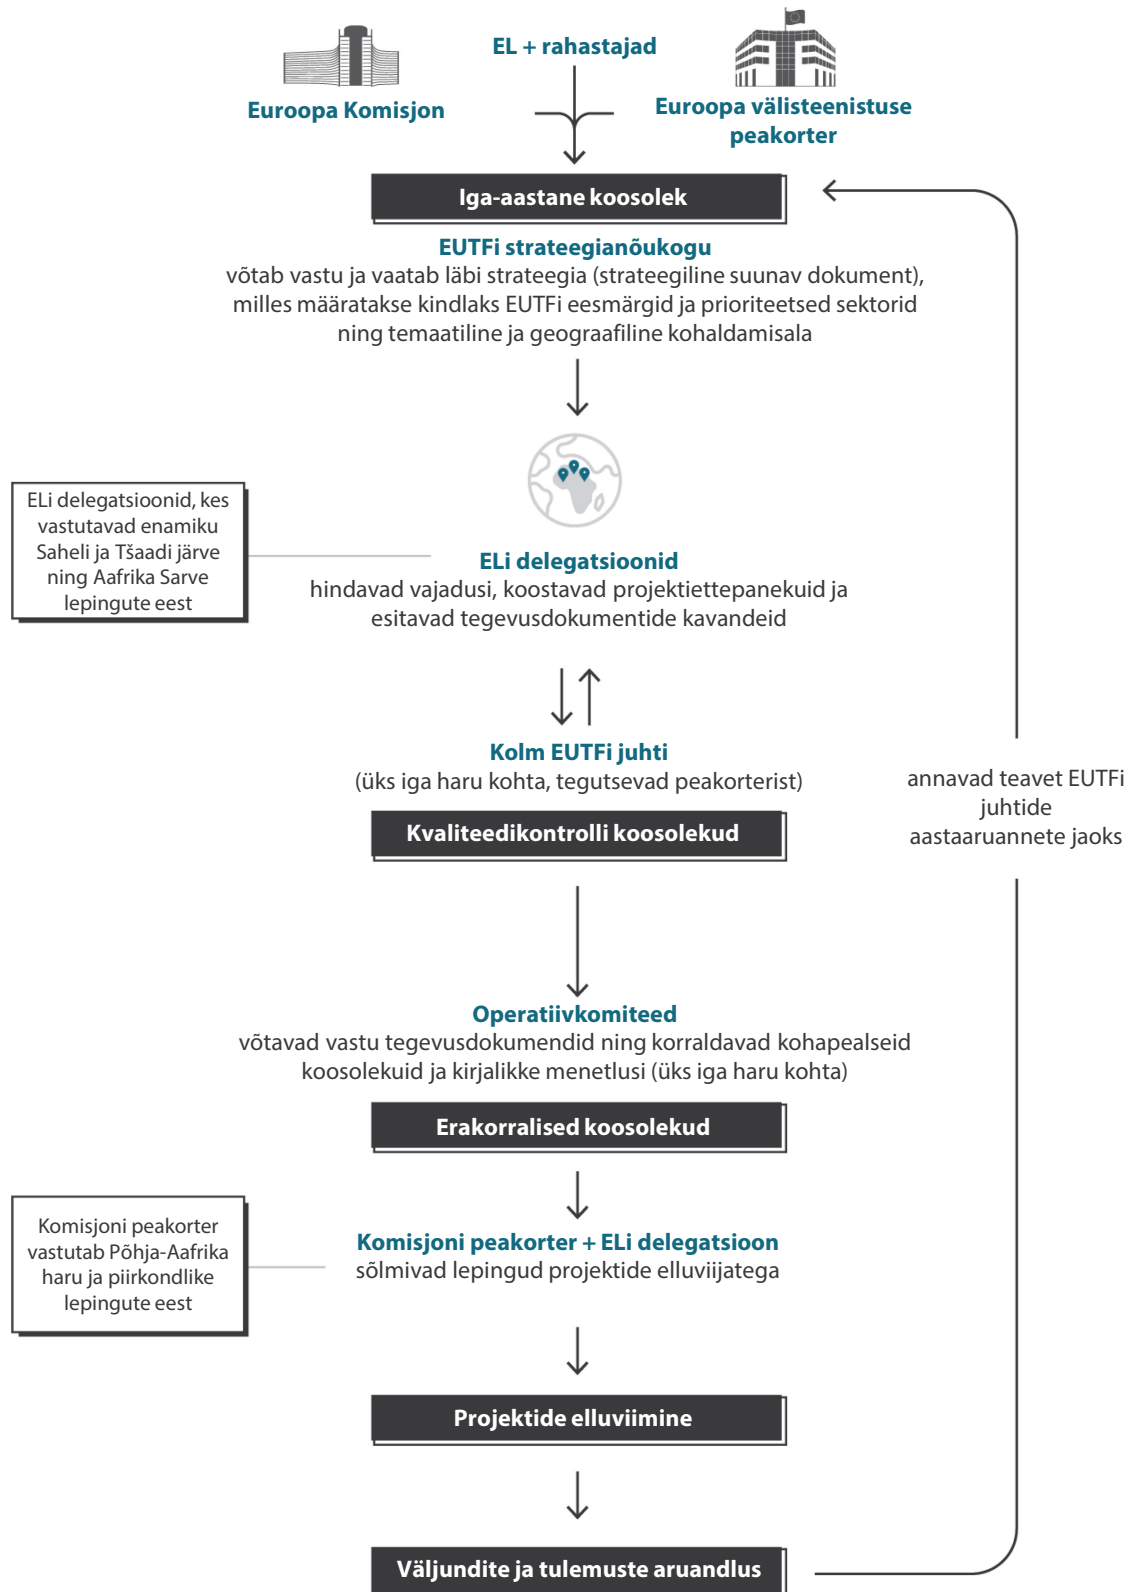 EL + rahastajad
Euroopa Komisjon
Euroopa välisteenistuse
peakorter
Iga-aastane koosolek
EUTFi strateegianõukogu
võtab vastu ja vaatab läbi strateegia (strateegiline suunav dokument),
milles määratakse kindlaks EUTFi eesmärgid ja prioriteetsed sektorid
ning temaatiline ja geograafiline kohaldamisala
ELi delegatsioonid, kes
vastutavad enamiku
Saheli ja Tšaadi järve
ning Aafrika Sarve
lepingute eest
ELi delegatsioonid
hindavad vajadusi, koostavad projektiettepanekuid ja
esitavad tegevusdokumentide kavandeid
Kolm EUTFi juhti
(üks iga haru kohta, tegutsevad peakorterist)
Kvaliteedikontrolli koosolekud
annavad teavet EUTFi
juhtide
aastaaruannete jaoks
Operatiivkomiteed
võtavad vastu tegevusdokumendid ning korraldavad kohapealseid
koosolekuid ja kirjalikke menetlusi (üks iga haru kohta)
Erakorralised koosolekud
Komisjoni peakorter
vastutab Põhja-Aafrika
haru ja piirkondlike
lepingute eest
Komisjoni peakorter + ELi delegatsioon
sõlmivad lepingud projektide elluviijatega
Projektide elluviimine
Väljundite ja tulemuste aruandlus